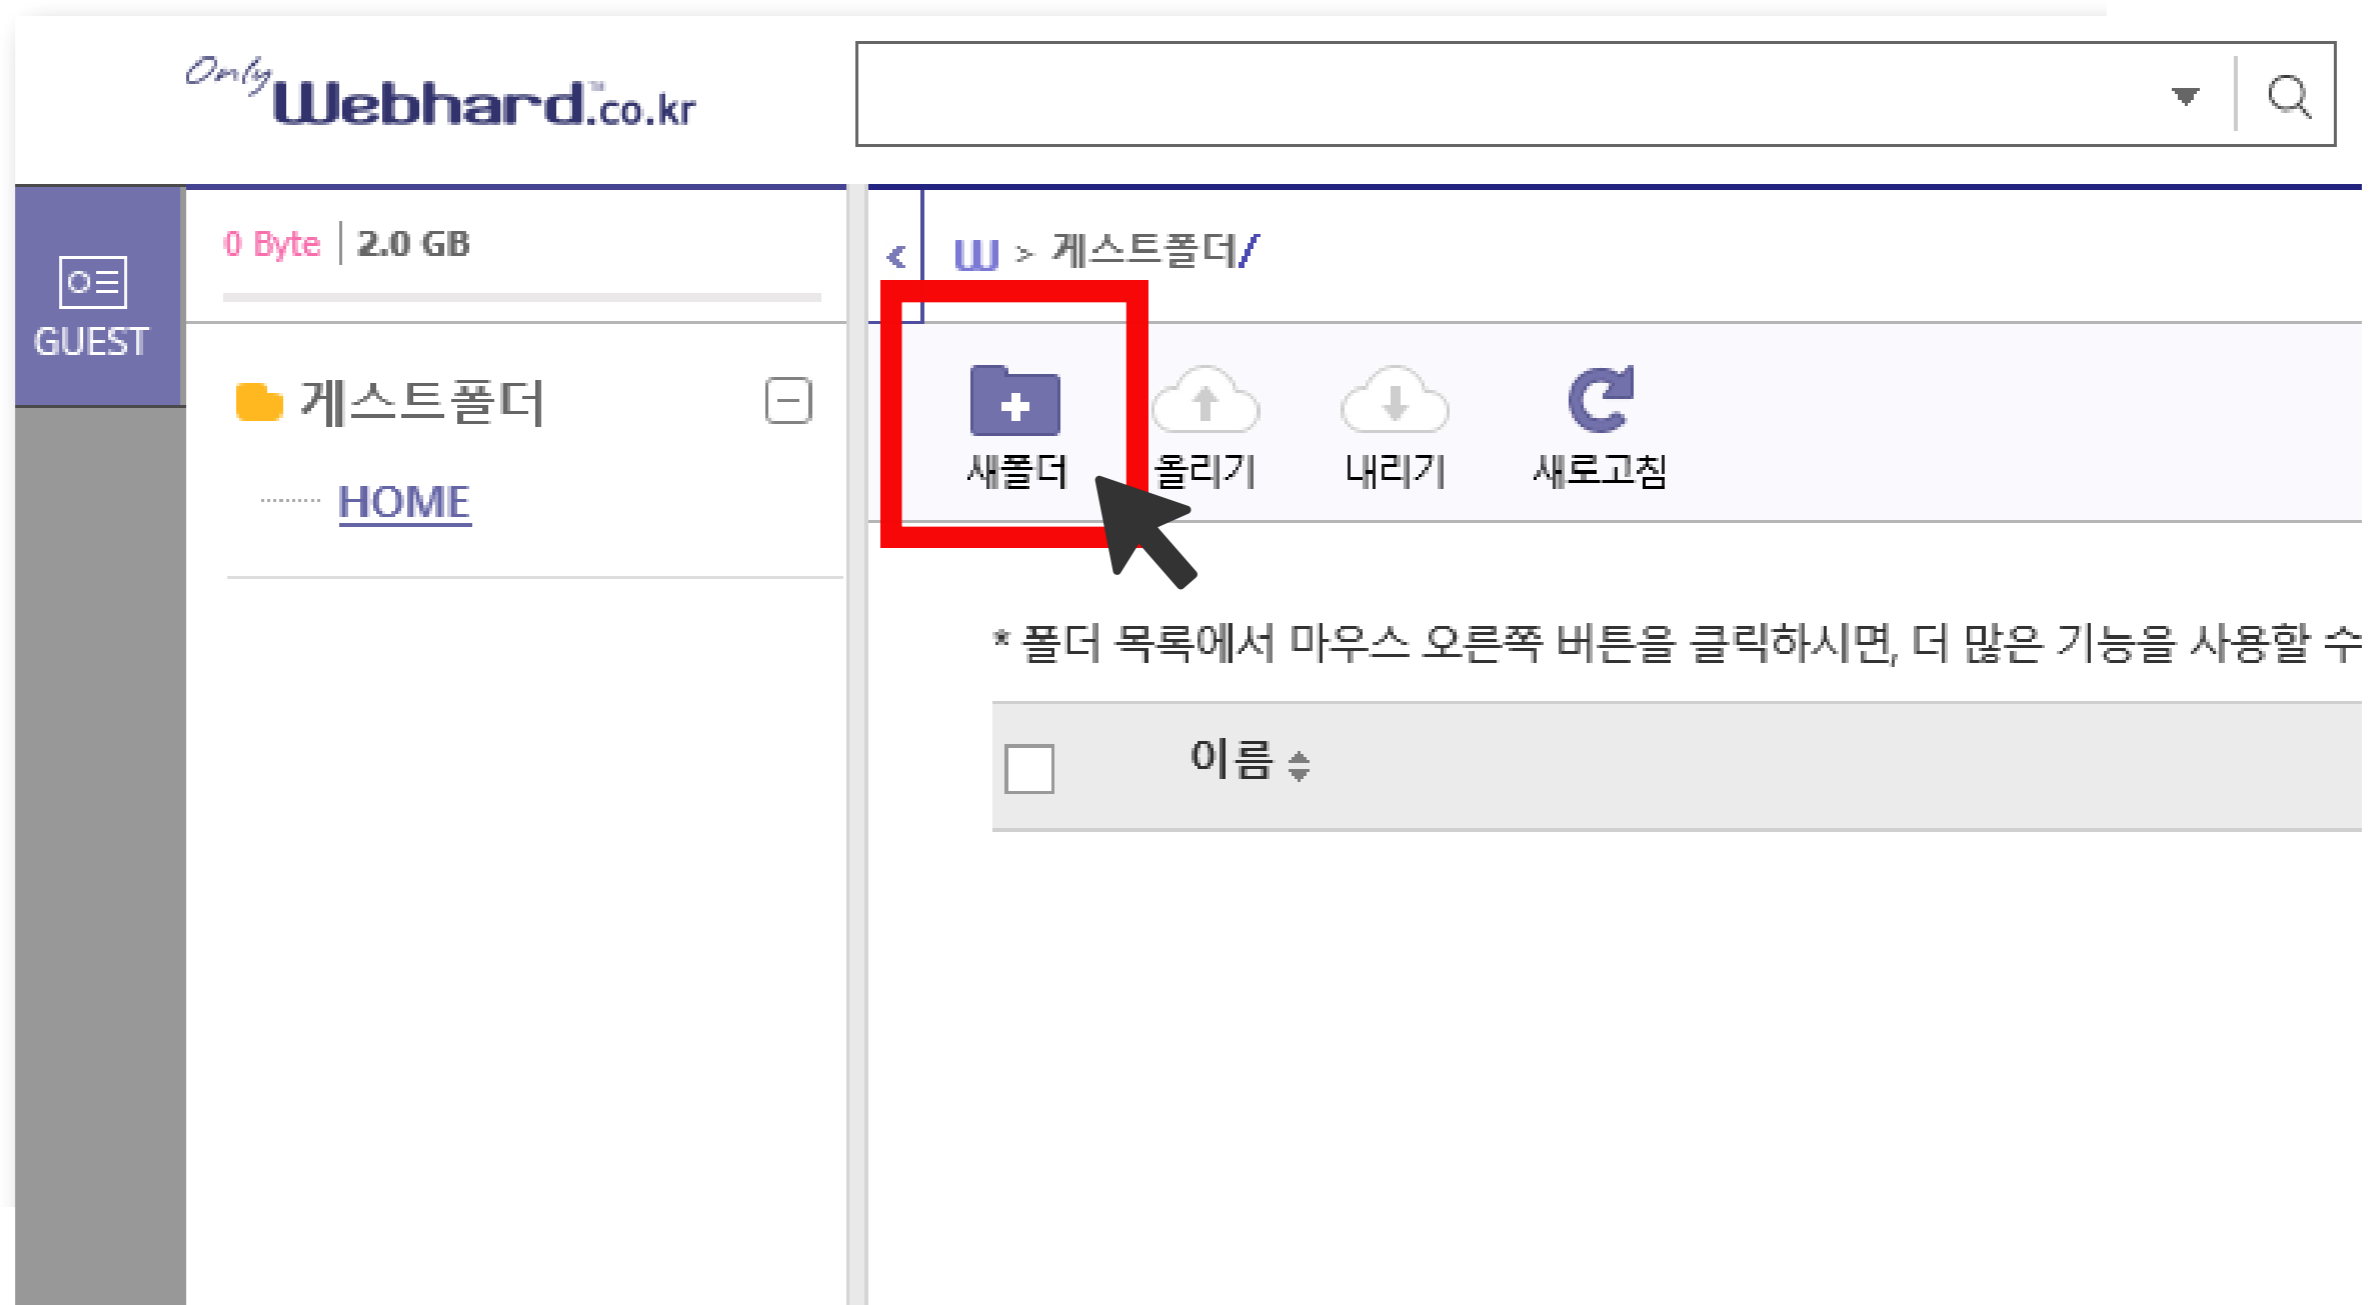 Only Webhard.co.kr
GUEST
0 Byte | 2.0 GB
게스트폴더
HOME
W > 게스트폴더/
새폴더 올리기 내리기 새로고침
* 폴더 목록에서 마우스 오른쪽 버튼을 클릭하시면, 더 많은 기능을 사용할 수
이름